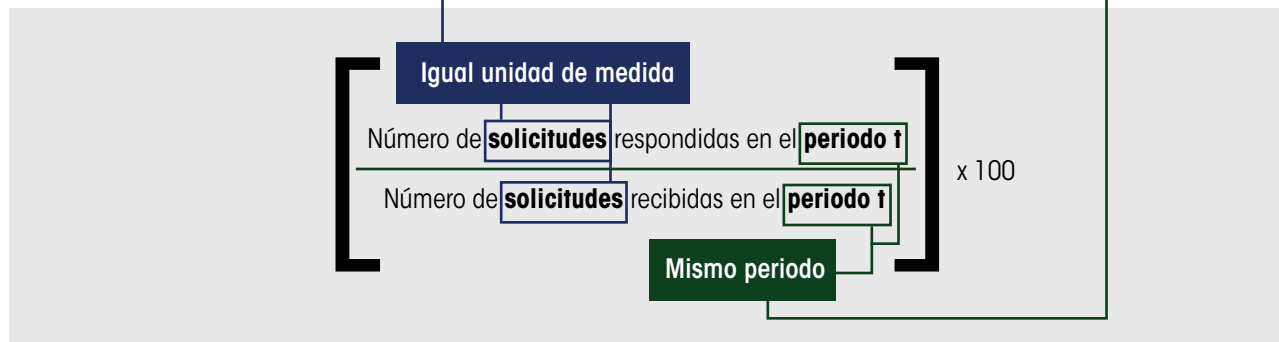 Igual unidad de medida
Número de solicitudes respondidas en el periodo t
x 100
Número de solicitudes recibidas en el periodo t
Mismo periodo